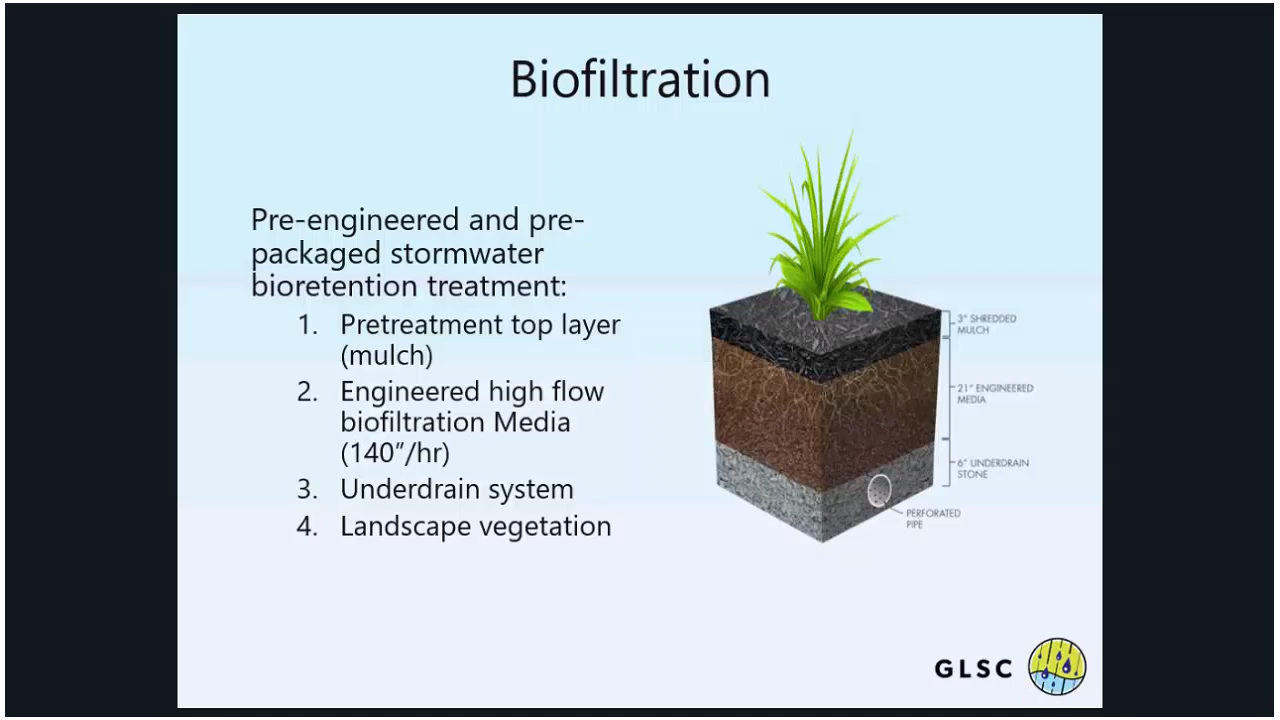 Biofiltration
Pre-engineered and pre-
packaged stormwater
bioretention treatment:
1. Pretreatment top layer
(mulch)
2. Engineered high flow
biofiltration Media
(140”/hr)
3. Underdrain system
4. Landscape vegetation
3" SHREDDED
MULCH
21" ENGINEERED
MEDIA
6" UNDERDRAIN
STONE
PERFORATED
PIPE
GLSC